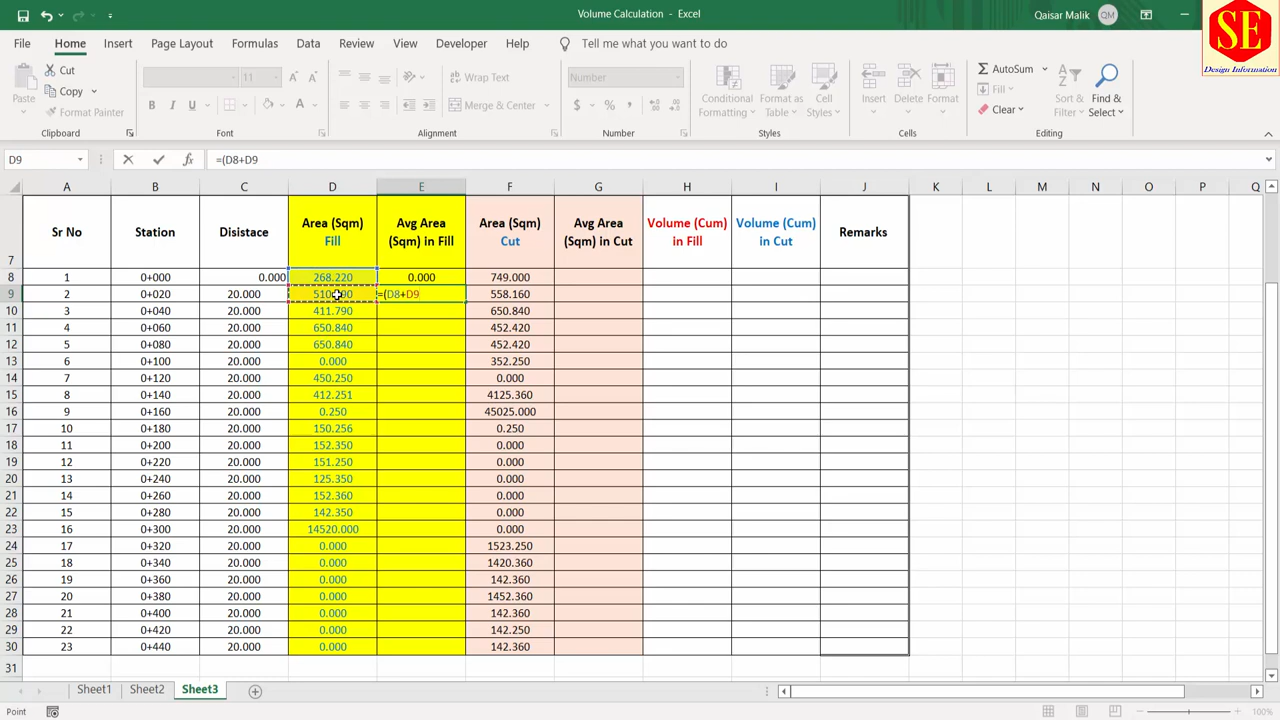 Volume Calculation - Excel
Qaisar Malik QM
SE
Design Information
File Home Insert Page Layout Formulas Data Review View Developer Help Tell me what you want to do
Cut
Copy
Format Painter
Paste
Clipboard
11
B I U
Font
Wrap Text
Merge & Center
Alignment
Number
Number
Conditional Formatting
Format as Table
Cell Styles
Styles
Insert Delete Format
Cells
AutoSum
Fill
Clear
Sort & Filter
Find & Select
Editing
D9 =(D8+D9
A B C D E F G H I J K L M N O P Q
7 Sr No Station Disistace Area (Sqm) Fill Avg Area (Sqm) in Fill Area (Sqm) Cut Avg Area (Sqm) in Cut Volume (Cum) in Fill Volume (Cum) in Cut Remarks
8 1 0+000 0.000 268.220 0.000 749.000
9 2 0+020 20.000 =(D8+D9 558.160
10 3 0+040 20.000 411.790 650.840
11 4 0+060 20.000 650.840 452.420
12 5 0+080 20.000 650.840 452.420
13 6 0+100 20.000 0.000 352.250
14 7 0+120 20.000 450.250 0.000
15 8 0+140 20.000 412.251 4125.360
16 9 0+160 20.000 0.250 45025.000
17 10 0+180 20.000 150.256 0.250
18 11 0+200 20.000 152.350 0.000
19 12 0+220 20.000 151.250 0.000
20 13 0+240 20.000 125.350 0.000
21 14 0+260 20.000 152.360 0.000
22 15 0+280 20.000 142.350 0.000
23 16 0+300 20.000 14520.000 0.000
24 17 0+320 20.000 0.000 1523.250
25 18 0+340 20.000 0.000 1420.360
26 19 0+360 20.000 0.000 142.360
27 20 0+380 20.000 0.000 1452.360
28 21 0+400 20.000 0.000 142.360
29 22 0+420 20.000 0.000 142.250
30 23 0+440 20.000 0.000 142.360
31
Sheet1 Sheet2 Sheet3
Point 100%